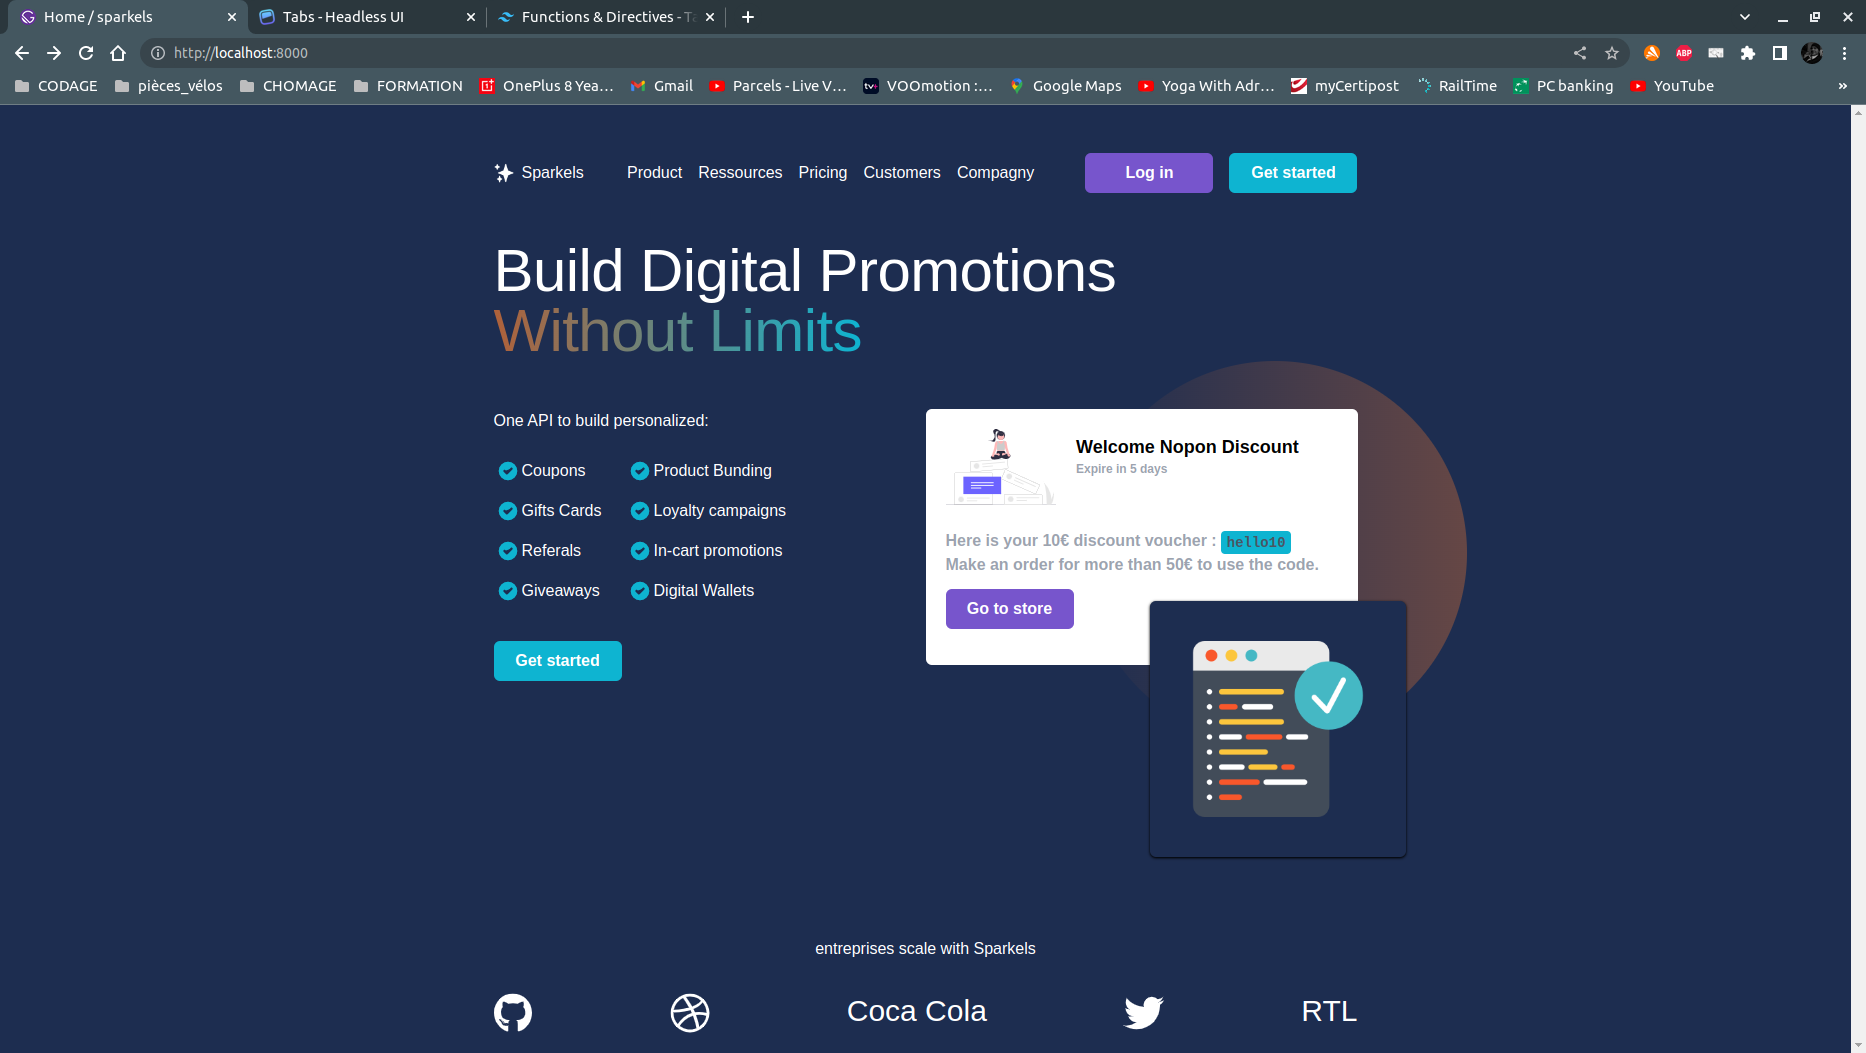 Home / sparkels
Tabs - Headless UI
Functions & Directives - Ta
http://localhost:8000
ABP
CODAGE
pièces_vélos
CHOMAGE
FORMATION
OnePlus 8 Yea...
Gmail
Parcels - Live V...
tv+
VOOmotion :...
Google Maps
Yoga With Adr...
myCertipost
RailTime
PC banking
YouTube
»
Sparkels
Product
Ressources
Pricing
Customers
Compagny
Log in
Get started
Build Digital Promotions
Without Limits
One API to build personalized:
Coupons
Product Bunding
Gifts Cards
Loyalty campaigns
Referals
In-cart promotions
Giveaways
Digital Wallets
Get started
Welcome Nopon Discount
Expire in 5 days
Here is your 10€ discount voucher : hello10
Make an order for more than 50€ to use the code.
Go to store
entreprises scale with Sparkels
Coca Cola
RTL